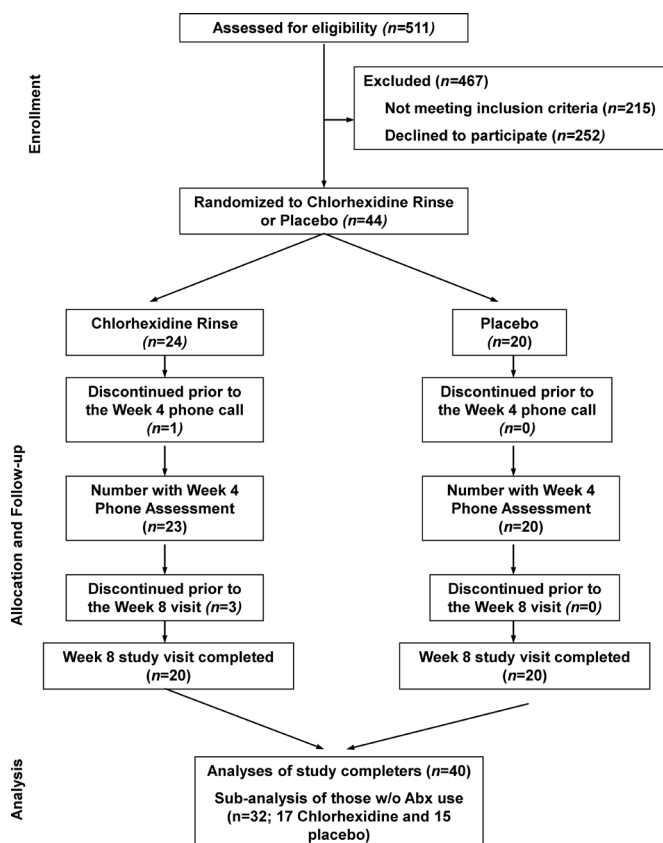 Assessed for eligibility (n=511)
Excluded (n=467)
Not meeting inclusion criteria (n=215)
Declined to participate (n=252)
Enrollment
Randomized to Chlorhexidine Rinse
or Placebo (n=44)
Chlorhexidine Rinse
(n=24)
Placebo
(n=20)
Discontinued prior to
the Week 4 phone call
(n=1)
Discontinued prior to
the Week 4 phone call
(n=0)
Number with Week 4
Phone Assessment
(n=23)
Number with Week 4
Phone Assessment
(n=20)
Allocation and Follow-up
Discontinued prior to
the Week 8 visit (n=3)
Discontinued prior to
the Week 8 visit (n=0)
Week 8 study visit completed
(n=20)
Week 8 study visit completed
(n=20)
Analysis
Analyses of study completers (n=40)
Sub-analysis of those w/o Abx use
(n=32; 17 Chlorhexidine and 15
placebo)